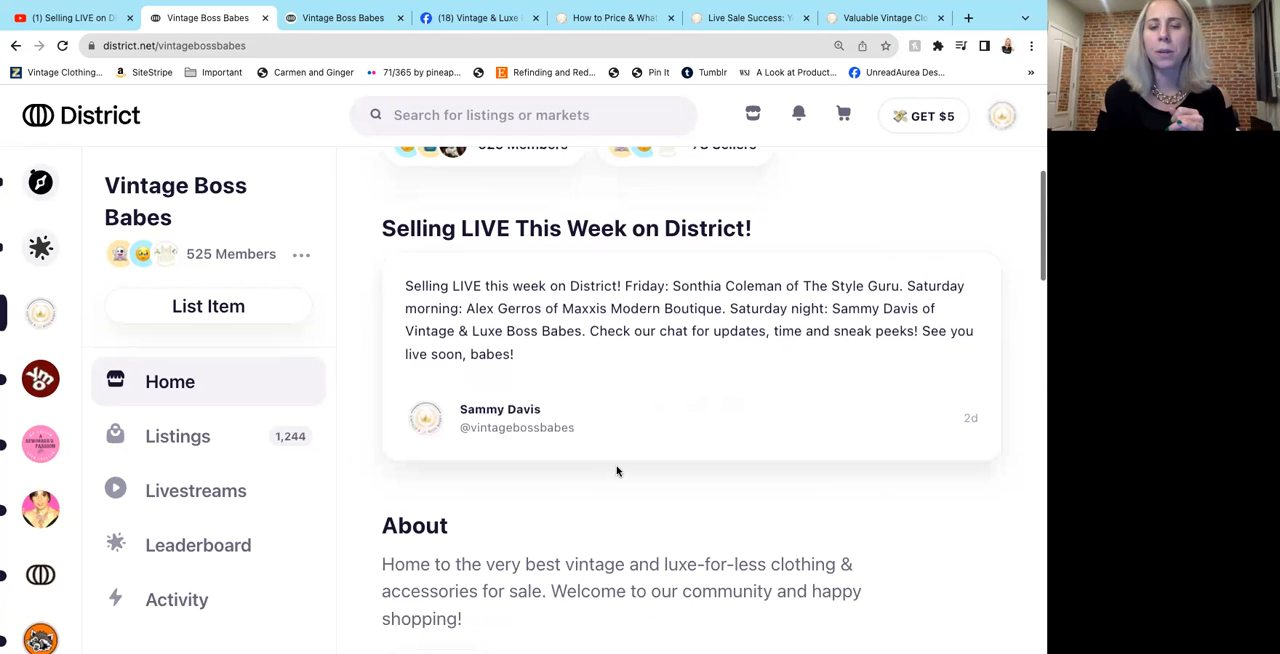 (1) Selling LIVE on Di
Vintage Boss Babes
Vintage Boss Babes
(18) Vintage & Luxe
How to Price & Wha
Live Sale Success: Y
Valuable Vintage Clo
district.net/vintagebossbabes
Vintage Clothing...
SiteStripe
Important
Carmen and Ginger
71/365 by pineap...
Refinding and Red...
Pin It
Tumblr
A Look at Product...
UnreadAurea Des...
District
Search for listings or markets
GET $5
Vintage Boss
Babes
525 Members
List Item
Home
Listings
1,244
Livestreams
Leaderboard
Activity
Members
Sellers
Selling LIVE This Week on District!
Selling LIVE this week on District! Friday: Sonthia Coleman of The Style Guru. Saturday
morning: Alex Gerros of Maxxis Modern Boutique. Saturday night: Sammy Davis of
Vintage & Luxe Boss Babes. Check our chat for updates, time and sneak peeks! See you
live soon, babes!
Sammy Davis
@vintagebossbabes
2d
About
Home to the very best vintage and luxe-for-less clothing &
accessories for sale. Welcome to our community and happy
shopping!